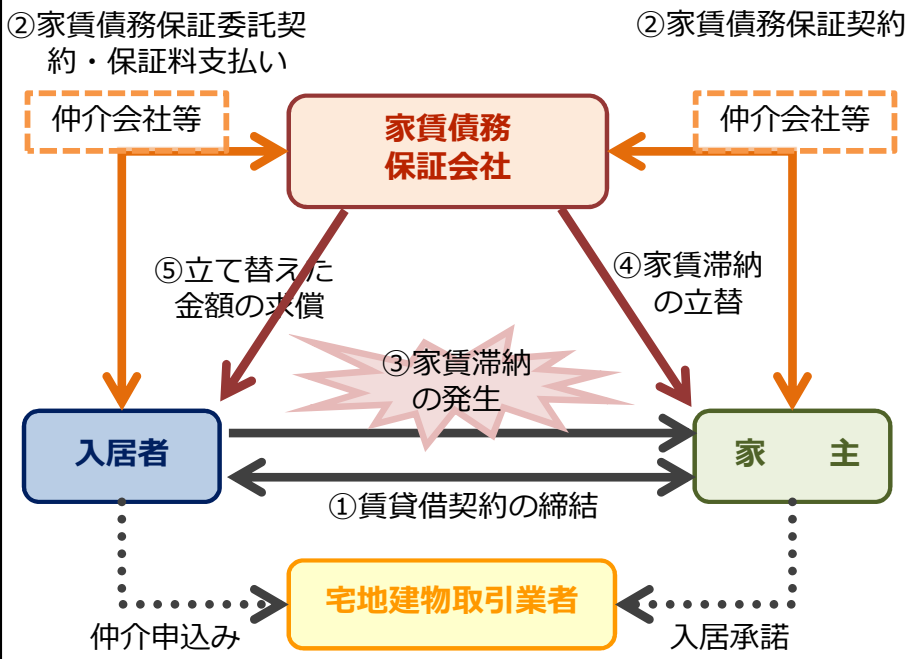 ②家賃債務保証委託契
約・保証料支払い
②家賃債務保証契約
仲介会社等
家賃債務
保証会社
仲介会社等
⑤立て替えた
金額の求償
④家賃滞納
の立替
③家賃滞納
の発生
入居者
家　主
①賃貸借契約の締結
宅地建物取引業者
仲介申込み
入居承諾